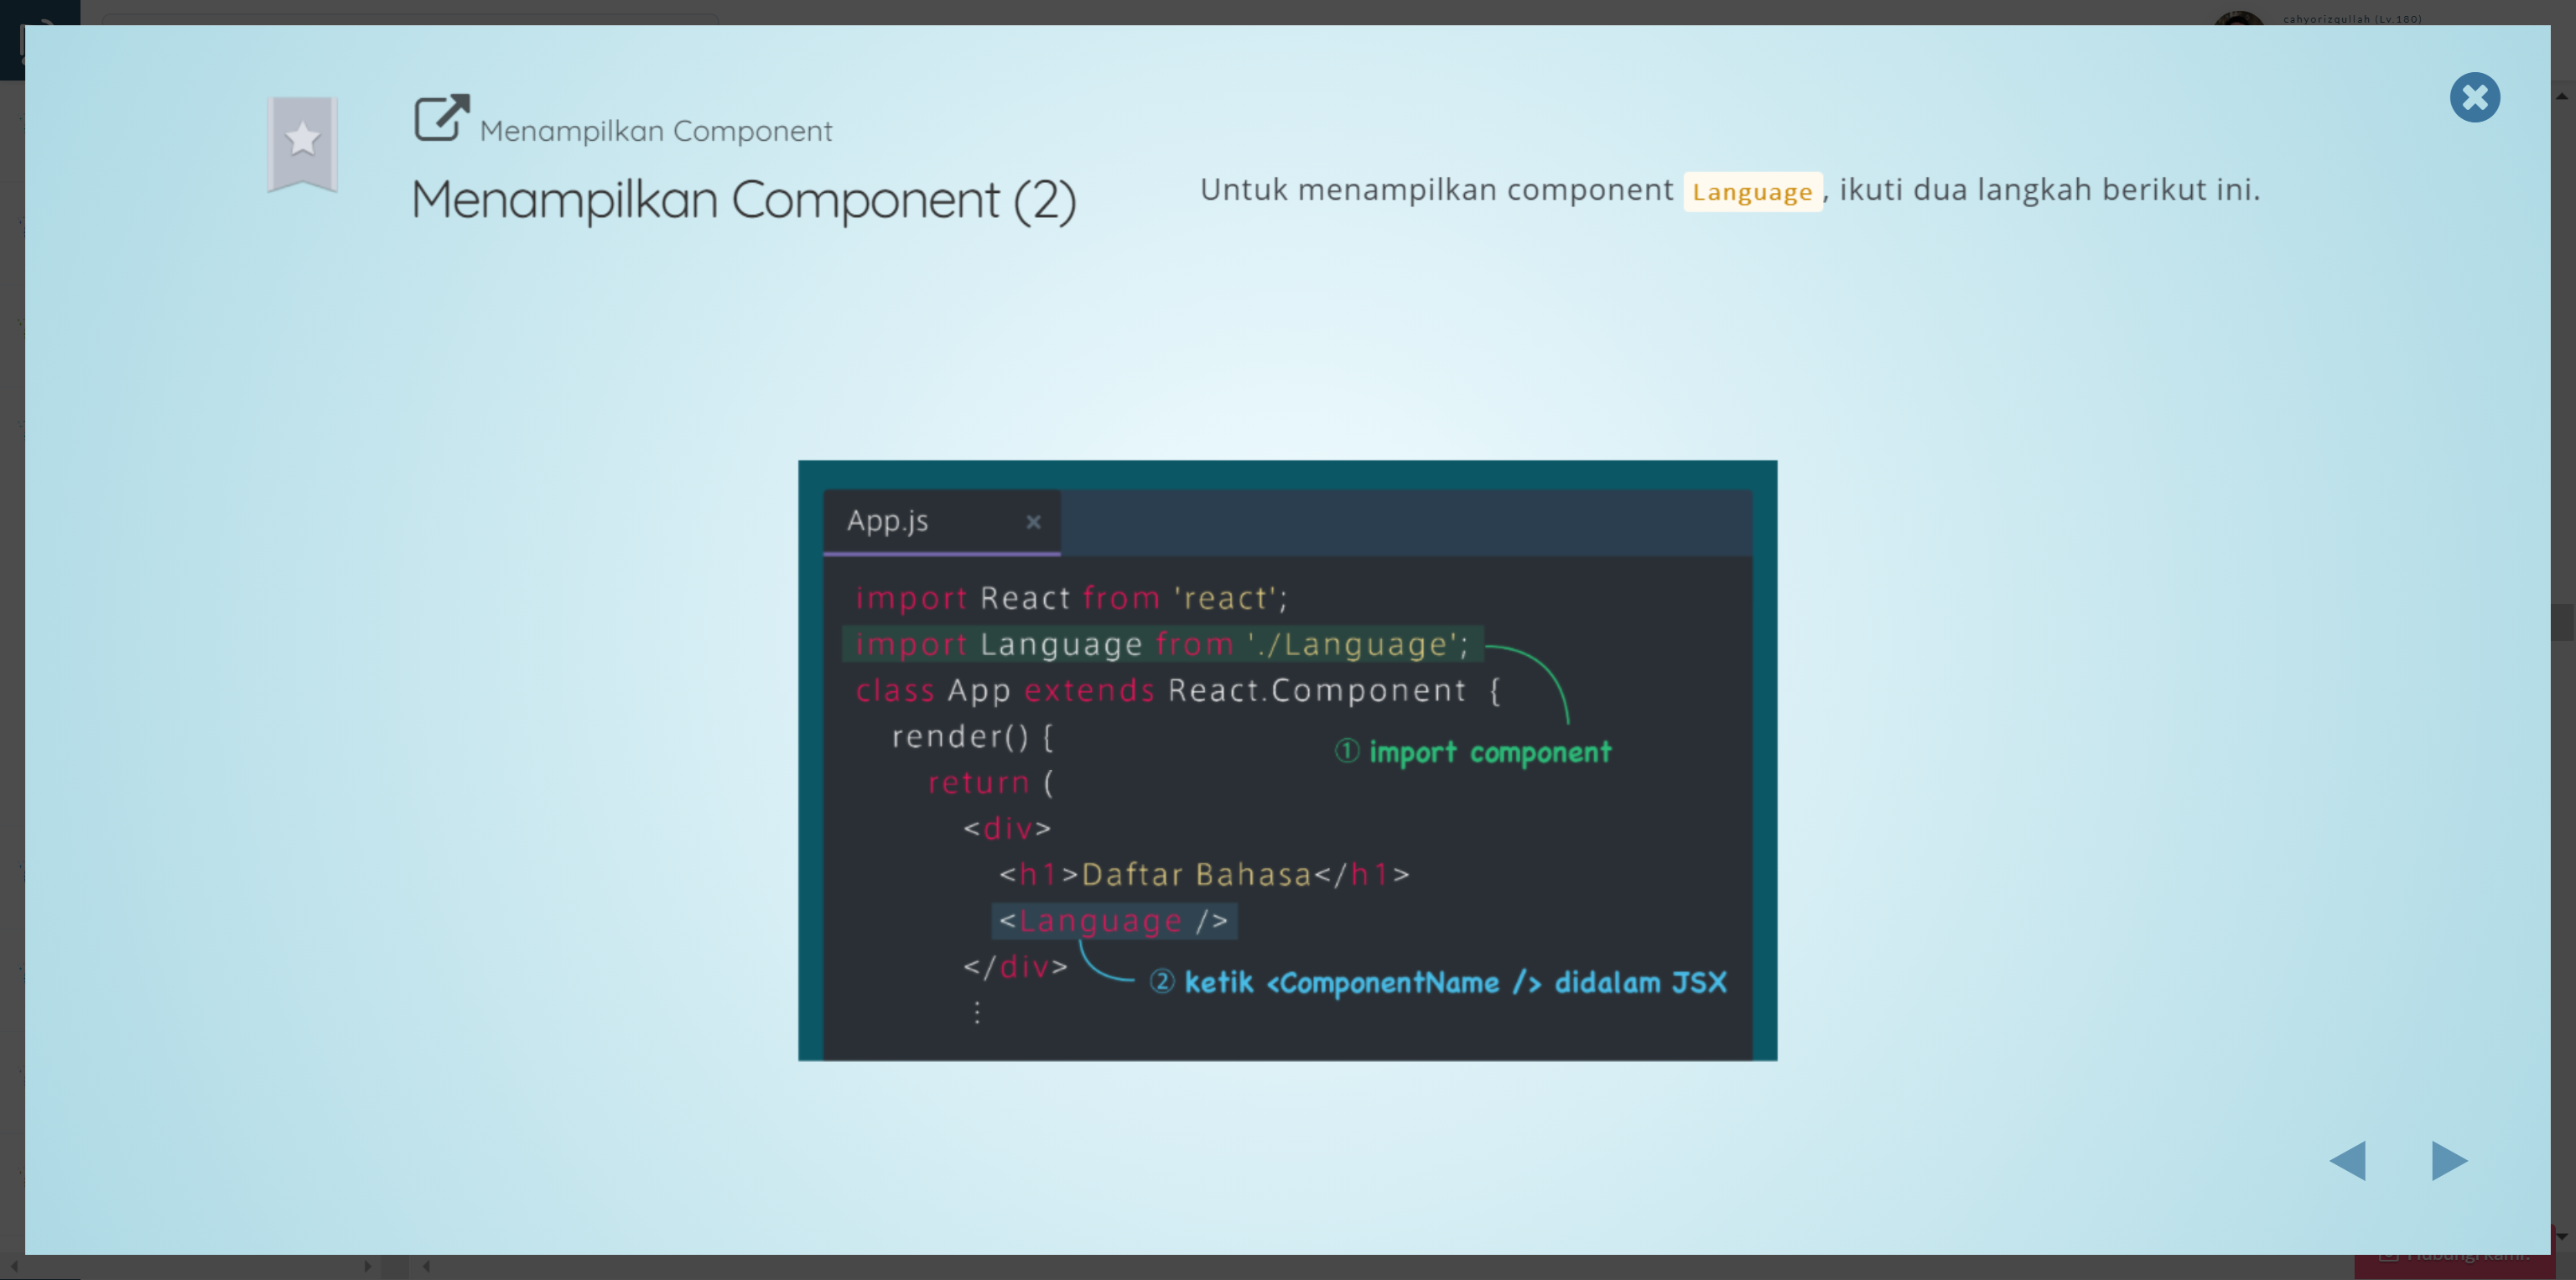 cahyorizqullah (Lv.180)
Menampilkan Component
Menampilkan Component (2)
Untuk menampilkan component Language, ikuti dua langkah berikut ini.
App.js ×
import React from 'react';
import Language from './Language';
class App extends React.Component {
render() {
① import component
return (
<div>
<h1>Daftar Bahasa</h1>
<Language />
</div>
② ketik <ComponentName /> didalam JSX
⋮
Hubungi kami